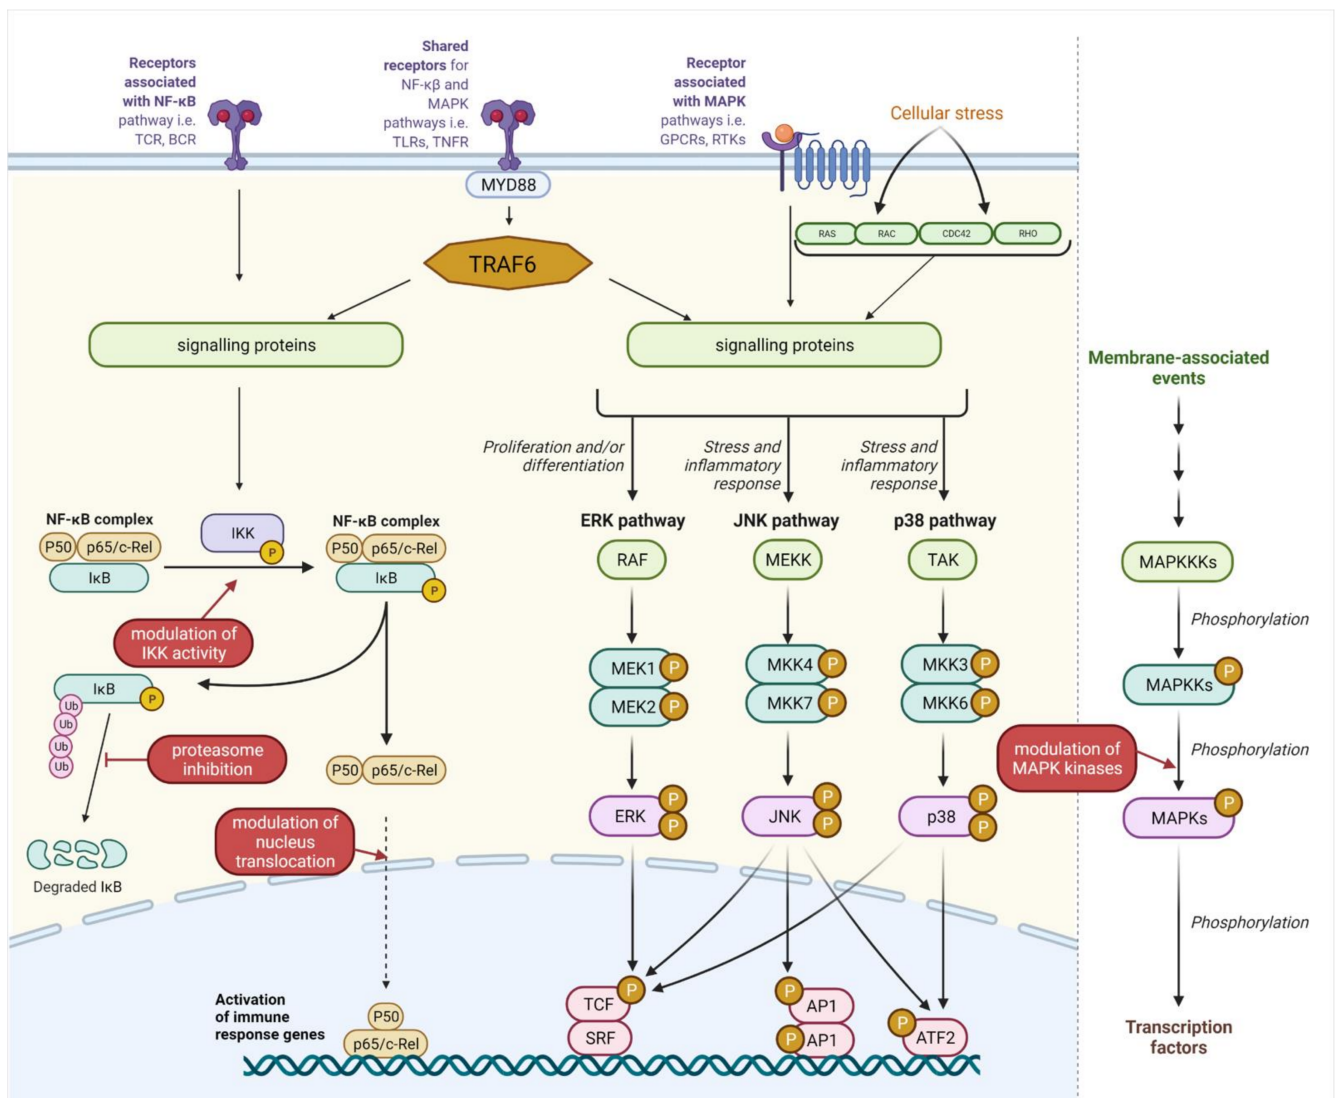 Receptors
associated
with NF-κB
pathway i.e.
TCR, BCR
Shared
receptors for
NF-κβ and
MAPK
pathways i.e.
TLRs, TNFR
Receptor
associated
with MAPK
pathways i.e.
GPCRs, RTKs
Cellular stress
MYD88
RAS
RAC
CDC42
RHO
TRAF6
signalling proteins
signalling proteins
Membrane-associated
events
Proliferation and/or
differentiation
Stress and
inflammatory
response
Stress and
inflammatory
response
NF-κB complex
P50
p65/c-Rel
IκB
IKK
P
NF-κB complex
P50
p65/c-Rel
IκB
P
modulation of
IKK activity
IκB
P
Ub
Ub
Ub
Ub
proteasome
inhibition
Degraded IκB
P50
p65/c-Rel
modulation of
nucleus
translocation
Activation
of immune
response genes
P50
p65/c-Rel
ERK pathway
RAF
MEK1
P
MEK2
P
ERK
P
P
TCF
P
SRF
JNK pathway
MEKK
MKK4
P
MKK7
P
JNK
P
P
P
AP1
P
AP1
p38 pathway
TAK
MKK3
P
MKK6
P
p38
P
P
P
ATF2
MAPKKKs
Phosphorylation
MAPKKs
P
modulation of
MAPK kinases
Phosphorylation
MAPKs
P
Phosphorylation
Transcription
factors